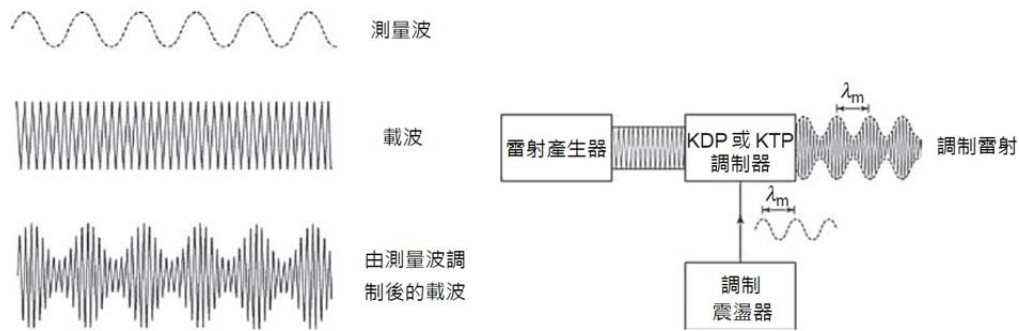 測量波
載波
由測量波調
制後的載波
雷射產生器
KDP 或 KTP
調制器
λm
調制雷射
λm
調制
震盪器